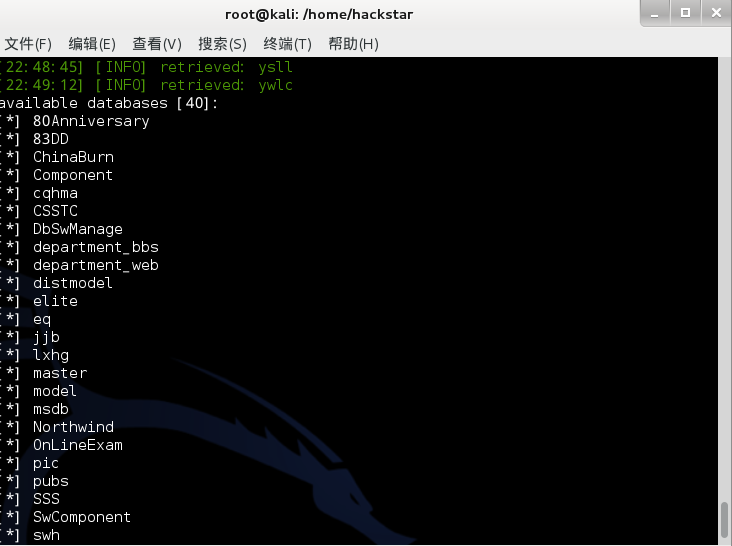 root@kali: /home/hackstar
文件(F) 编辑(E) 查看(V) 搜索(S) 终端(T) 帮助(H)
[22:48:45] [INFO] retrieved: ysll
[22:49:12] [INFO] retrieved: ywlc
available databases [40]:
[*] 80Anniversary
[*] 83DD
[*] ChinaBurn
[*] Component
[*] cqhma
[*] CSSTC
[*] DbSwManage
[*] department_bbs
[*] department_web
[*] distmodel
[*] elite
[*] eq
[*] jjb
[*] lxhg
[*] master
[*] model
[*] msdb
[*] Northwind
[*] OnLineExam
[*] pic
[*] pubs
[*] SSS
[*] SwComponent
[*] swh